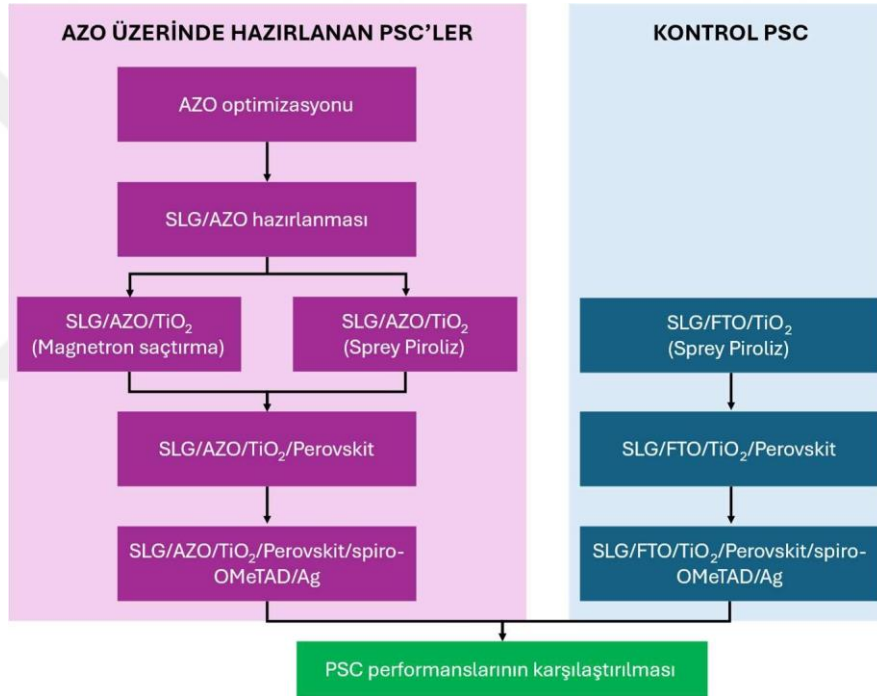 AZO ÜZERİNDE HAZIRLANAN PSC’LER
KONTROL PSC
AZO optimizasyonu
SLG/AZO hazırlanması
SLG/AZO/TiO₂
(Magnetron saçtırma)
SLG/AZO/TiO₂
(Sprey Piroliz)
SLG/FTO/TiO₂
(Sprey Piroliz)
SLG/AZO/TiO₂/Perovskit
SLG/FTO/TiO₂/Perovskit
SLG/AZO/TiO₂/Perovskit/spiro-
OMeTAD/Ag
SLG/FTO/TiO₂/Perovskit/spiro-
OMeTAD/Ag
PSC performanslarının karşılaştırılması